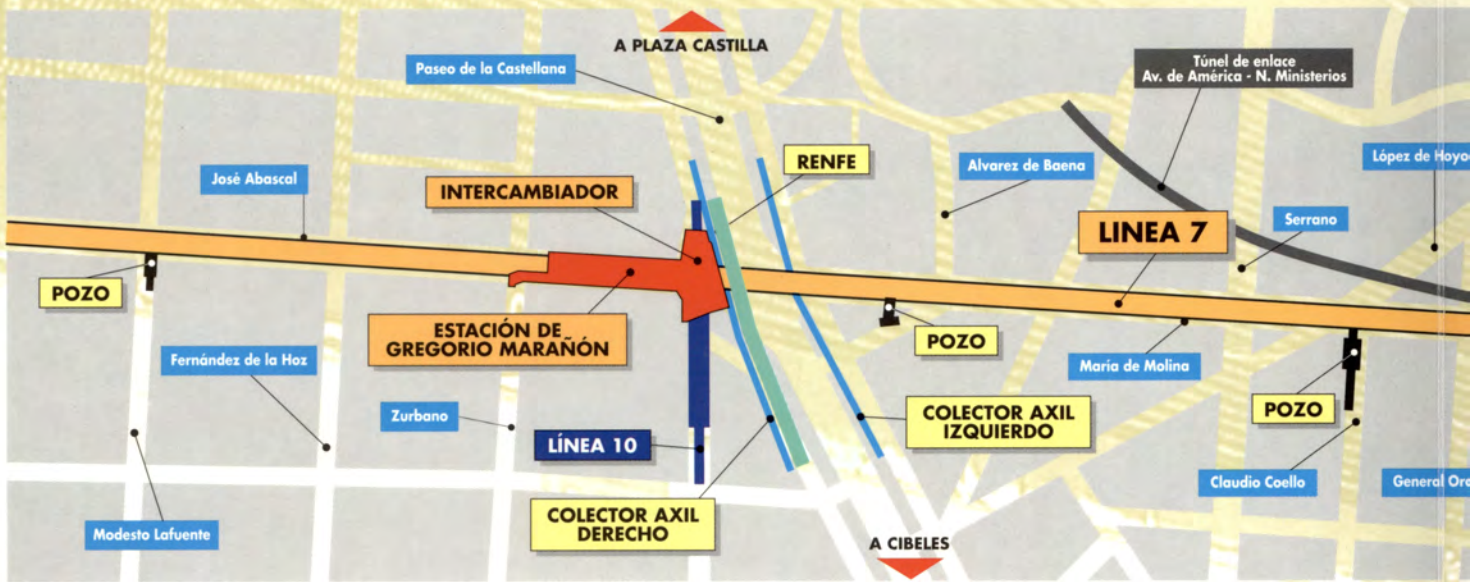 A PLAZA CASTILLA
Paseo de la Castellana
Túnel de enlace
Av. de América - N. Ministerios
RENFE
José Abascal
INTERCAMBIADOR
Alvarez de Baena
López de Hoyo
LINEA 7
Serrano
POZO
ESTACIÓN DE
GREGORIO MARAÑÓN
POZO
Fernández de la Hoz
María de Molina
Zurbano
COLECTOR AXIL
IZQUIERDO
POZO
LÍNEA 10
Modesto Lafuente
COLECTOR AXIL
DERECHO
A CIBELES
Claudio Coello
General